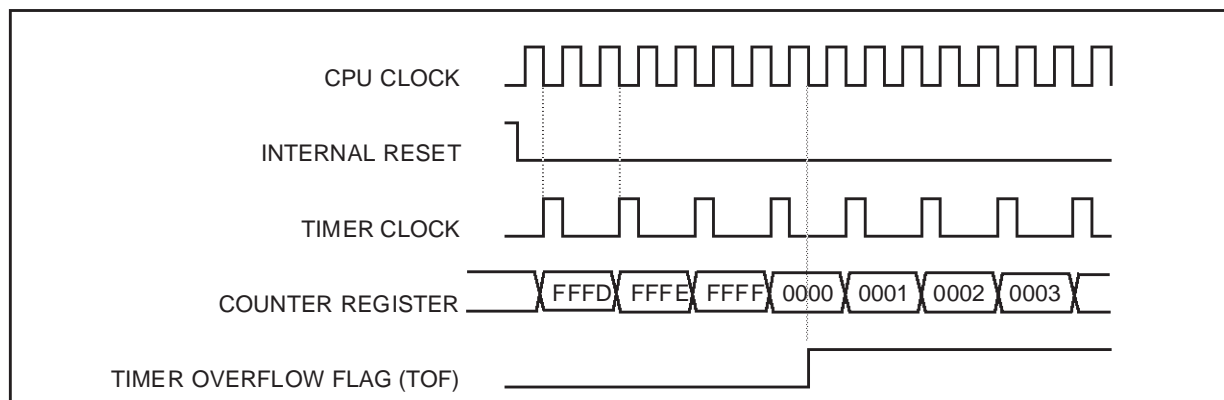 CPU CLOCK
INTERNAL RESET
TIMER CLOCK
COUNTER REGISTER FFFD FFFE FFFF 0000 0001 0002 0003
TIMER OVERFLOW FLAG (TOF)